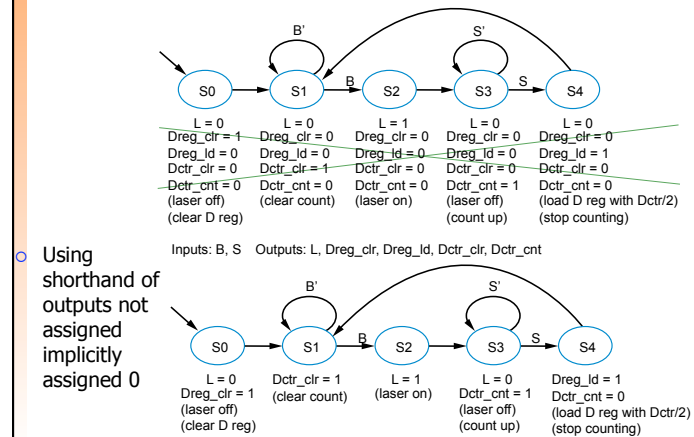 B'
S'
S0
S1
B
S2
S3
S
S4
L = 0 L = 0 L = 1 L = 0 L = 0
Dreg_clr = 1 Dreg_clr = 0 Dreg_clr = 0 Dreg_clr = 0 Dreg_clr = 0
Dreg_ld = 0 Dreg_ld = 0 Dreg_ld = 0 Dreg_ld = 0 Dreg_ld = 1
Dctr_clr = 0 Dctr_clr = 1 Dctr_clr = 0 Dctr_clr = 0 Dctr_clr = 0
Dctr_cnt = 0 Dctr_cnt = 0 Dctr_cnt = 0 Dctr_cnt = 1 Dctr_cnt = 0
(laser off) (clear count) (laser on) (laser off) (load D reg with Dctr/2)
(clear D reg) (count up) (stop counting)
Inputs: B, S Outputs: L, Dreg_clr, Dreg_ld, Dctr_clr, Dctr_cnt
Using
shorthand of
outputs not
assigned
implicitly
assigned 0
B'
S'
S0
S1
B
S2
S3
S
S4
L = 0 Dctr_clr = 1 L = 1 L = 0 Dreg_ld = 1
Dreg_clr = 1 (clear count) (laser on) Dctr_cnt = 1 Dctr_cnt = 0
(laser off) (laser off) (load D reg with Dctr/2)
(clear D reg) (count up) (stop counting)